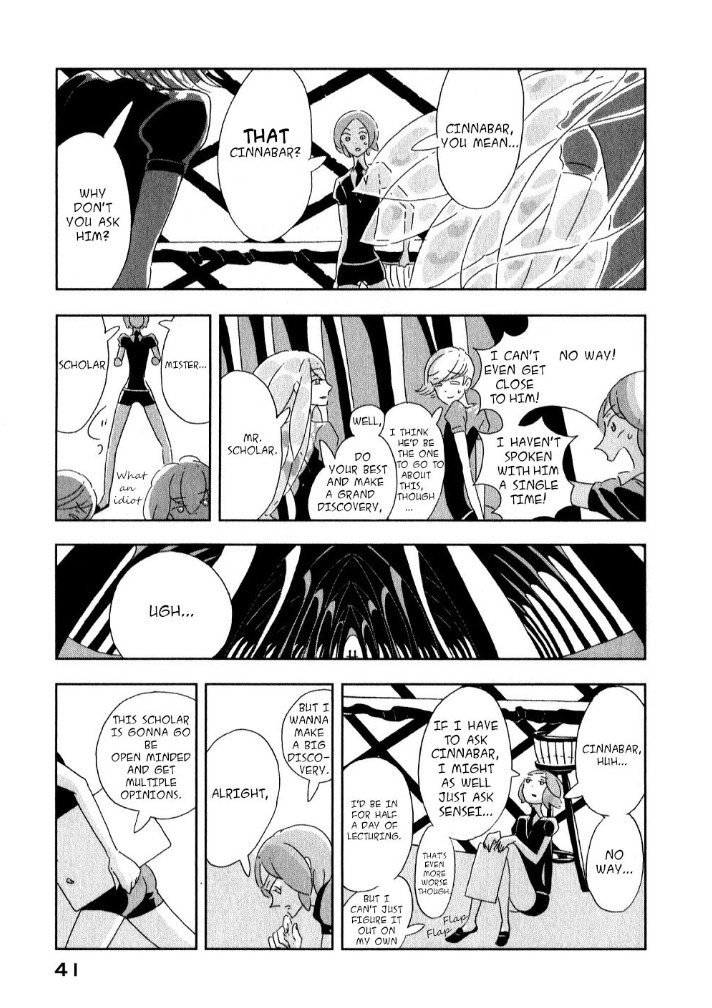 CINNABAR,
YOU MEAN...
THAT
CINNABAR?
WHY
DON'T
YOU ASK
HIM?
NO WAY!
I CAN'T
EVEN GET
CLOSE
TO HIM!
I HAVEN'T
SPOKEN
WITH HIM
A SINGLE
TIME!
I THINK
HE'D BE
THE ONE
TO GO TO
ABOUT
THIS,
THOUGH
...
WELL,
DO
YOUR BEST
AND MAKE
A GRAND
DISCOVERY,
MR.
SCHOLAR.
MISTER...
SCHOLAR
What
an
idiot
UGH...
CINNABAR,
HUH...
NO
WAY...
IF I HAVE
TO ASK
CINNABAR,
I MIGHT
AS WELL
JUST ASK
SENSEI...
THAT'S
EVEN
MORE
WORSE
THOUGH.
I'D BE IN
FOR HALF
A DAY OF
LECTURING.
BUT I
CAN'T JUST
FIGURE IT
OUT ON
MY OWN
Flap
Flap
BUT I
WANNA
MAKE
A BIG
DISCO-
VERY.
ALRIGHT,
THIS SCHOLAR
IS GONNA GO
BE
OPEN MINDED
AND GET
MULTIPLE
OPINIONS.
41